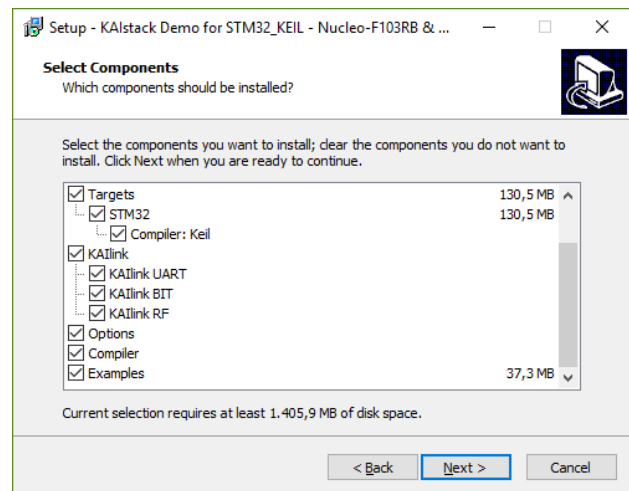 Setup - KAIstack Demo for STM32_KEIL - Nucleo-F103RB & ...
Select Components
Which components should be installed?
Select the components you want to install; clear the components you do not want to
install. Click Next when you are ready to continue.
Targets 130,5 MB
STM32 130,5 MB
Compiler: Keil
KAIlink
KAIlink UART
KAIlink BIT
KAIlink RF
Options
Compiler
Examples 37,3 MB
Current selection requires at least 1.405,9 MB of disk space.
< Back Next > Cancel